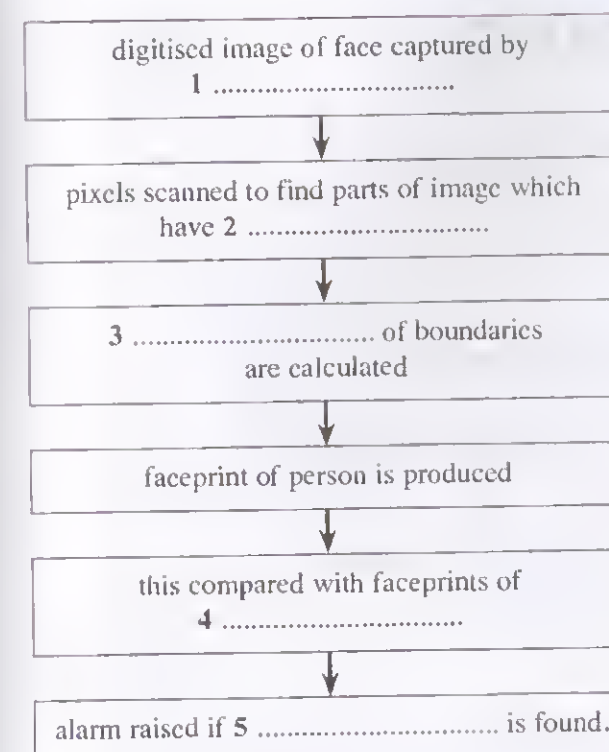 digitised image of face captured by
1 .................................
pixels scanned to find parts of image which
have 2 .................................
3 ................................. of boundaries
are calculated
faceprint of person is produced
this compared with faceprints of
4 .................................
alarm raised if 5 ................................. is found.